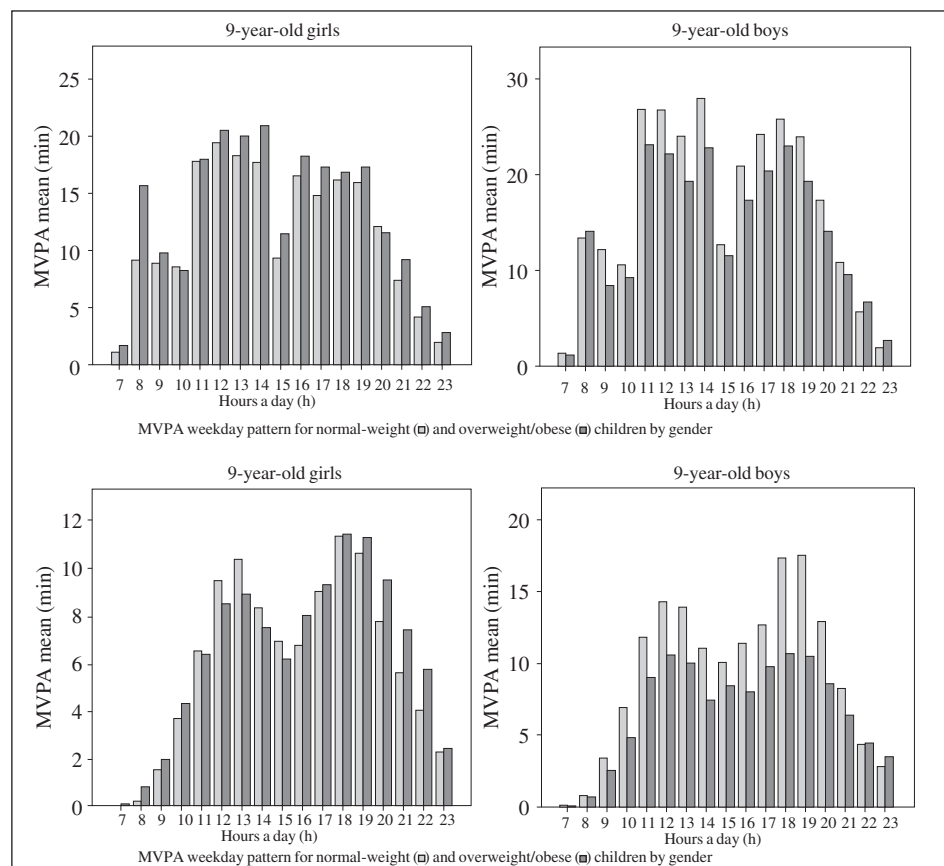 9-year-old girls
25
20
15
10
5
0
MVPA mean (min)
7 8 9 10 11 12 13 14 15 16 17 18 19 20 21 22 23
Hours a day (h)
9-year-old boys
30
20
10
0
MVPA mean (min)
7 8 9 10 11 12 13 14 15 16 17 18 19 20 21 22 23
Hours a day (h)
MVPA weekday pattern for normal-weight (□) and overweight/obese (■) children by gender
9-year-old girls
12
10
8
6
4
2
0
MVPA mean (min)
7 8 9 10 11 12 13 14 15 16 17 18 19 20 21 22 23
Hours a day (h)
9-year-old boys
20
15
10
5
0
MVPA mean (min)
7 8 9 10 11 12 13 14 15 16 17 18 19 20 21 22 23
Hours a day (h)
MVPA weekday pattern for normal-weight (□) and overweight/obese (■) children by gender